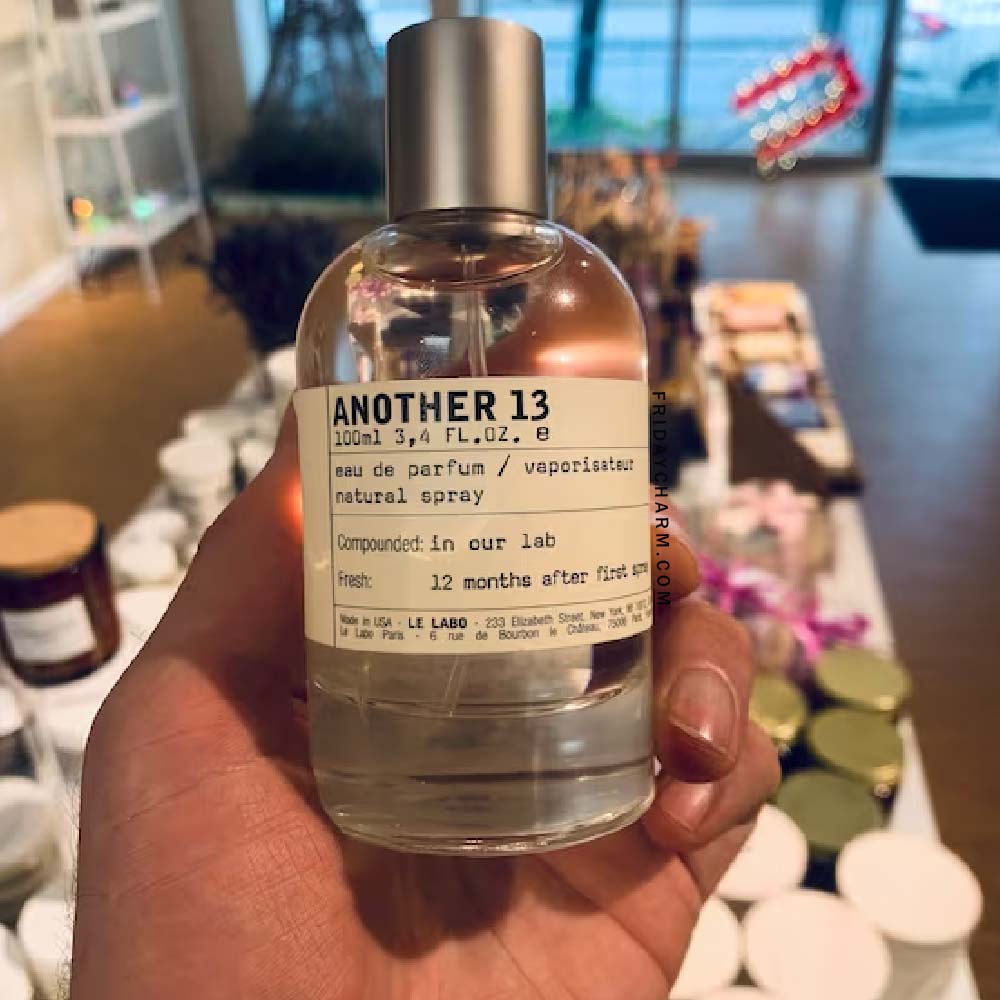 ANOTHER 13
100ml 3,4 FL.OZ. e
eau de parfum / vaporisateur
natural spray
Compounded: in our lab
Fresh: 12 months after first
Made in USA - LE LABO - 233 Elizabeth Street, New York,
Le Labo Paris - 6 rue de Bourbon le Château, 75006
FRIDAYCHARM.COM